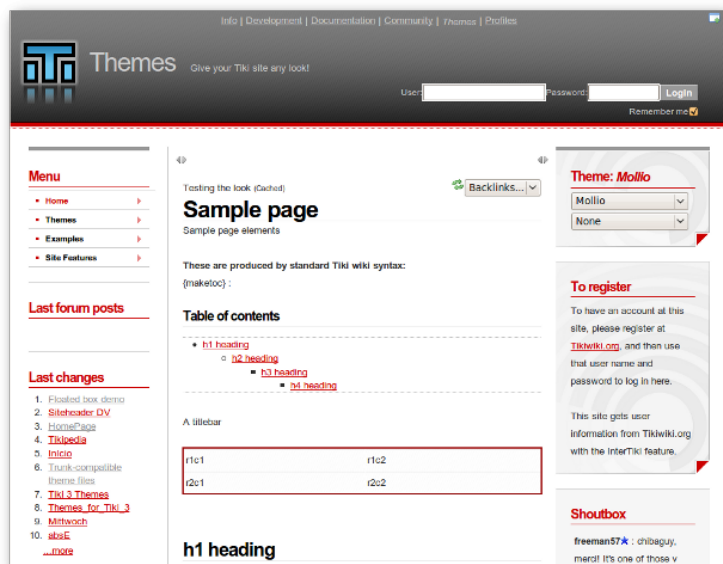 Info | Development | Documentation | Community | Themes | Profiles
Themes Give your Tiki site any look!
User: Password: Login
Remember me
Menu
Home
Themes
Examples
Site Features
Last forum posts
Last changes
1. Floated box demo
2. Siteheader DV
3. HomePage
4. Tikipedia
5. Inicio
6. Trunk-compatible
theme files
7. Tiki 3 Themes
8. Themes_for_Tiki_3
9. Mittwoch
10. absE
...more
Testing the look (Cached)
Backlinks...
Sample page
Sample page elements
These are produced by standard Tiki wiki syntax:
{maketoc} :
Table of contents
h1 heading
h2 heading
h3 heading
h4 heading
A titlebar
r1c1 r1c2
r2c1 r2c2
h1 heading
Theme: Mollio
Mollio
None
To register
To have an account at this
site, please register at
Tikiwiki.org, and then use
that user name and
password to log in here.
This site gets user
information from Tikiwiki.org
with the InterTiki feature.
Shoutbox
freeman57 : chibaguy,
merci! It's one of those v